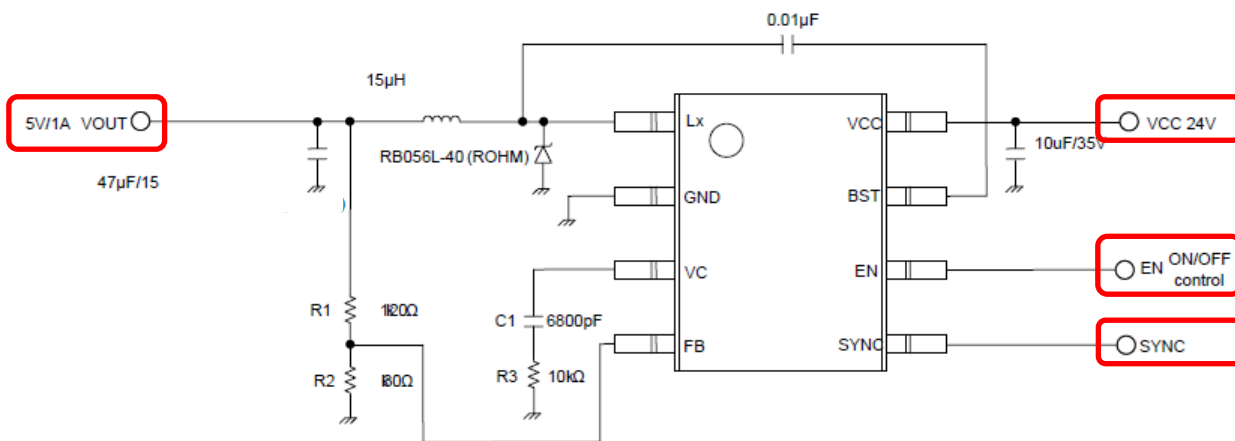 0.01µF
15µH
5V/1A VOUT
Lx
VCC
VCC 24V
RB056L-40 (ROHM)
10uF/35V
47µF/15
GND
BST
)
VC
EN
EN ON/OFF
control
R1
C1
6800pF
FB
SYNC
SYNC
R2
R3
10kΩ